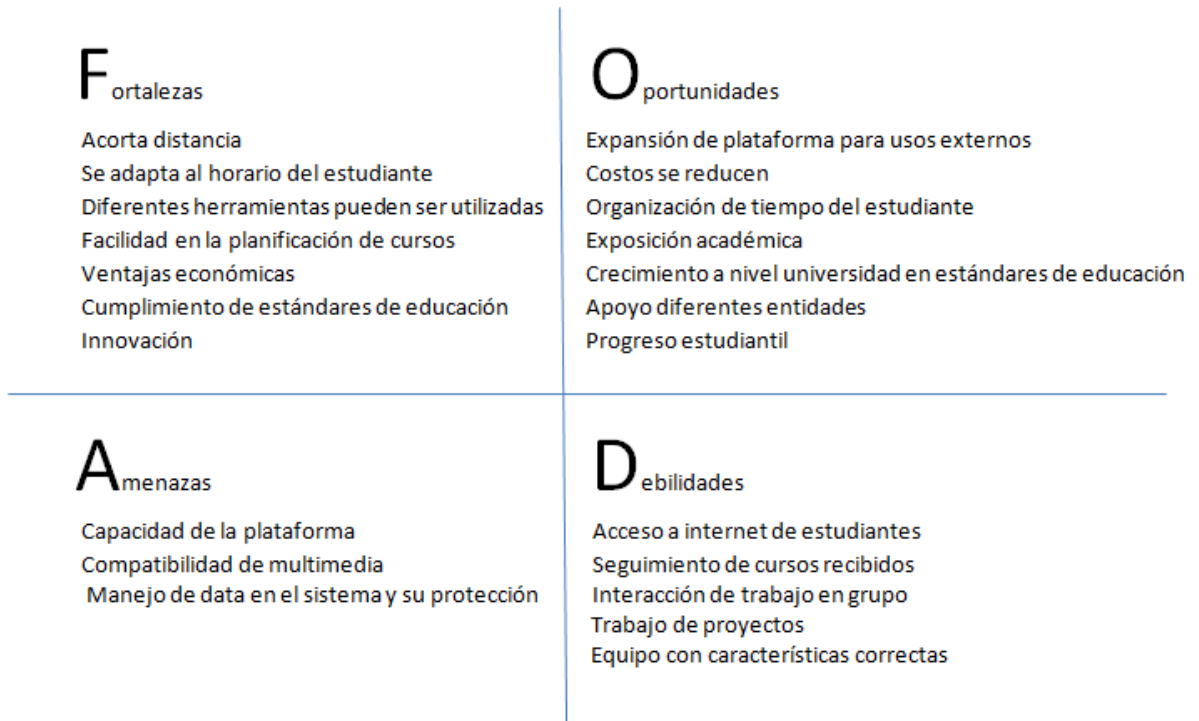 Fortalezas
Acorta distancia
Se adapta al horario del estudiante
Diferentes herramientas pueden ser utilizadas
Facilidad en la planificación de cursos
Ventajas económicas
Cumplimiento de estándares de educación
Innovación
Oportunidades
Expansión de plataforma para usos externos
Costos se reducen
Organización de tiempo del estudiante
Exposición académica
Crecimiento a nivel universidad en estándares de educación
Apoyo diferentes entidades
Progreso estudiantil
Amenazas
Capacidad de la plataforma
Compatibilidad de multimedia
Manejo de data en el sistema y su protección
Debilidades
Acceso a internet de estudiantes
Seguimiento de cursos recibidos
Interacción de trabajo en grupo
Trabajo de proyectos
Equipo con características correctas